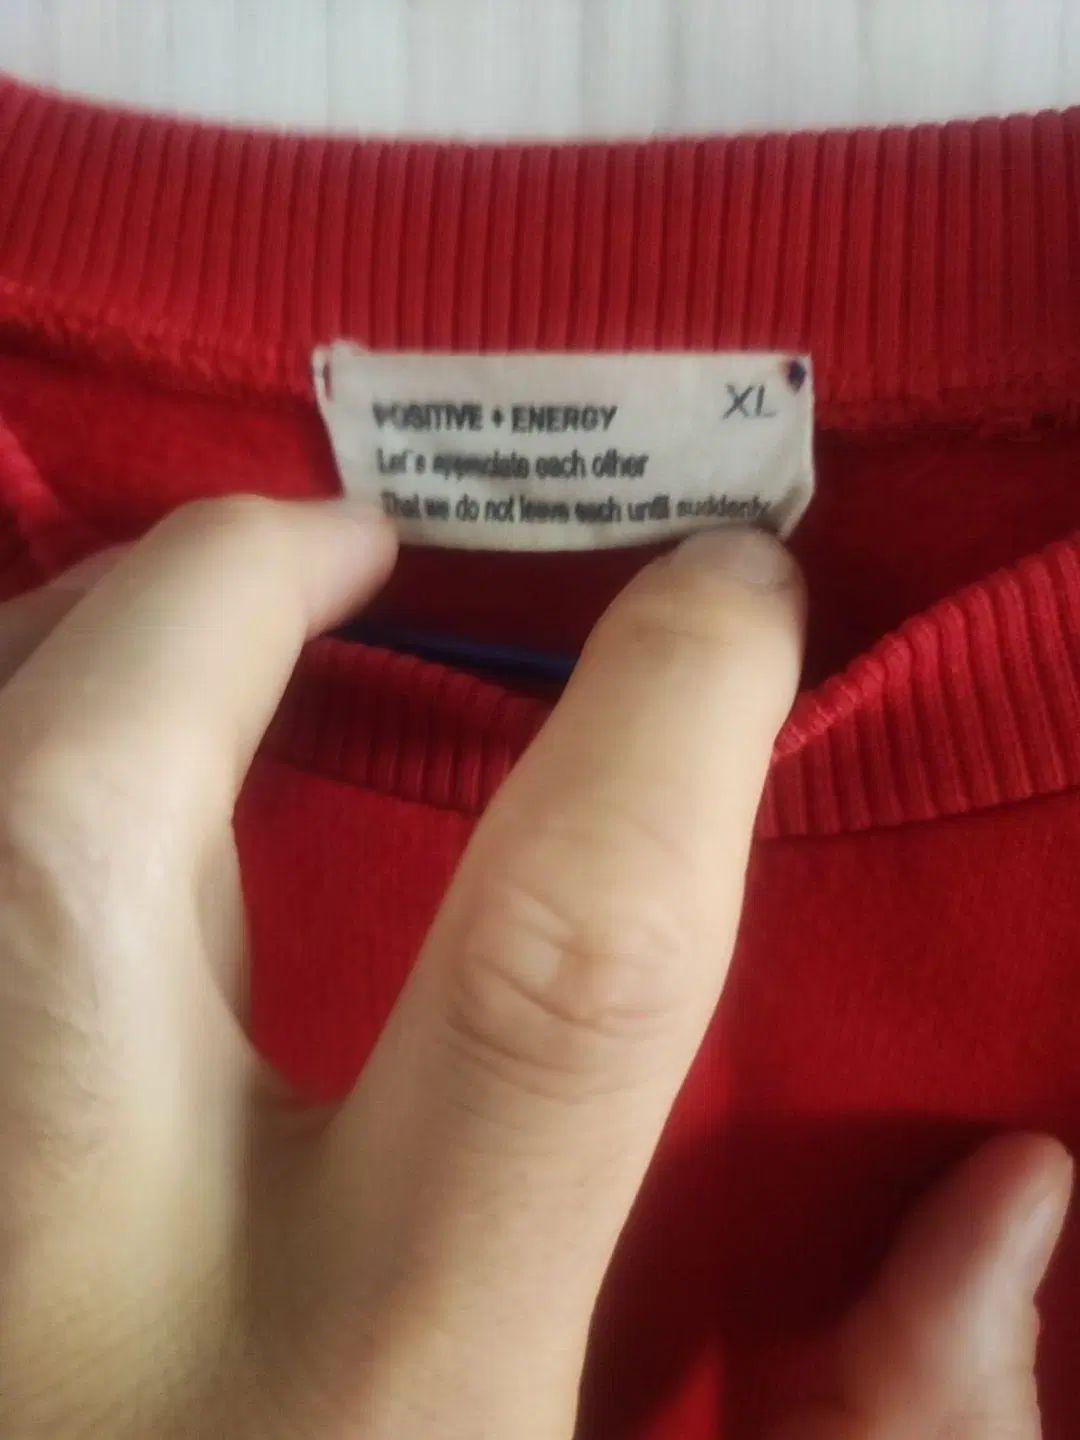 POSITIVE + ENERGY
XL
Let's appreciate each other
That we do not leave each until suddenly